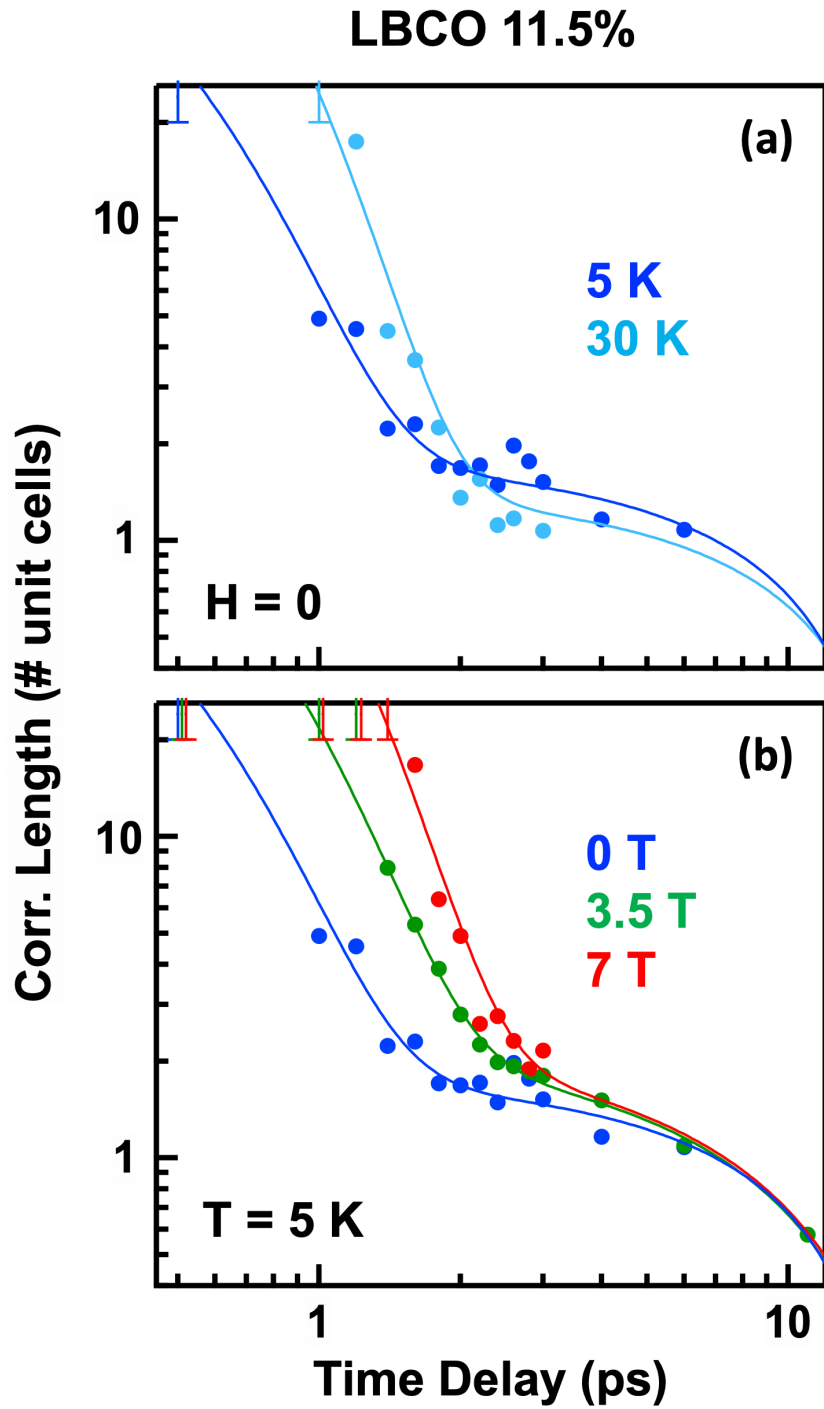 LBCO 11.5%
(a)
10
5 K
30 K
1
H = 0
Corr. Length (# unit cells)
(b)
10
0 T
3.5 T
7 T
1
T = 5 K
1
10
Time Delay (ps)